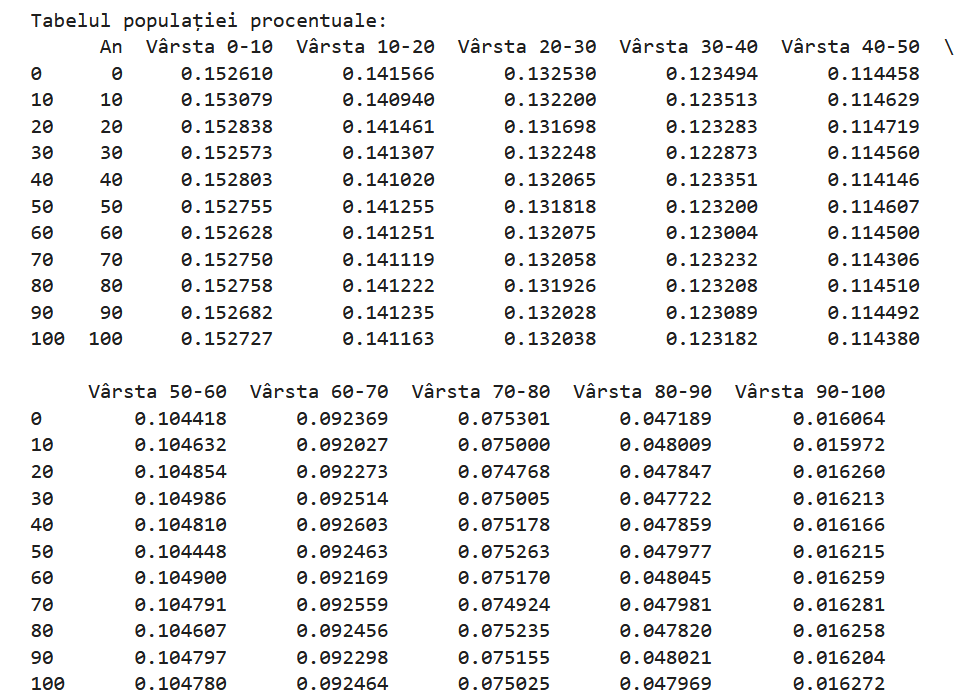 Tabelul populației procentuale:
An Vârsta 0-10 Vârsta 10-20 Vârsta 20-30 Vârsta 30-40 Vârsta 40-50 \
0 0 0.152610 0.141566 0.132530 0.123494 0.114458
10 10 0.153079 0.140940 0.132200 0.123513 0.114629
20 20 0.152838 0.141461 0.131698 0.123283 0.114719
30 30 0.152573 0.141307 0.132248 0.122873 0.114560
40 40 0.152803 0.141020 0.132065 0.123351 0.114146
50 50 0.152755 0.141255 0.131818 0.123200 0.114607
60 60 0.152628 0.141251 0.132075 0.123004 0.114500
70 70 0.152750 0.141119 0.132058 0.123232 0.114306
80 80 0.152758 0.141222 0.131926 0.123208 0.114510
90 90 0.152682 0.141235 0.132028 0.123089 0.114492
100 100 0.152727 0.141163 0.132038 0.123182 0.114380
Vârsta 50-60 Vârsta 60-70 Vârsta 70-80 Vârsta 80-90 Vârsta 90-100
0 0.104418 0.092369 0.075301 0.047189 0.016064
10 0.104632 0.092027 0.075000 0.048009 0.015972
20 0.104854 0.092273 0.074768 0.047847 0.016260
30 0.104986 0.092514 0.075005 0.047722 0.016213
40 0.104810 0.092603 0.075178 0.047859 0.016166
50 0.104448 0.092463 0.075263 0.047977 0.016215
60 0.104900 0.092169 0.075170 0.048045 0.016259
70 0.104791 0.092559 0.074924 0.047981 0.016281
80 0.104607 0.092456 0.075235 0.047820 0.016258
90 0.104797 0.092298 0.075155 0.048021 0.016204
100 0.104780 0.092464 0.075025 0.047969 0.016272